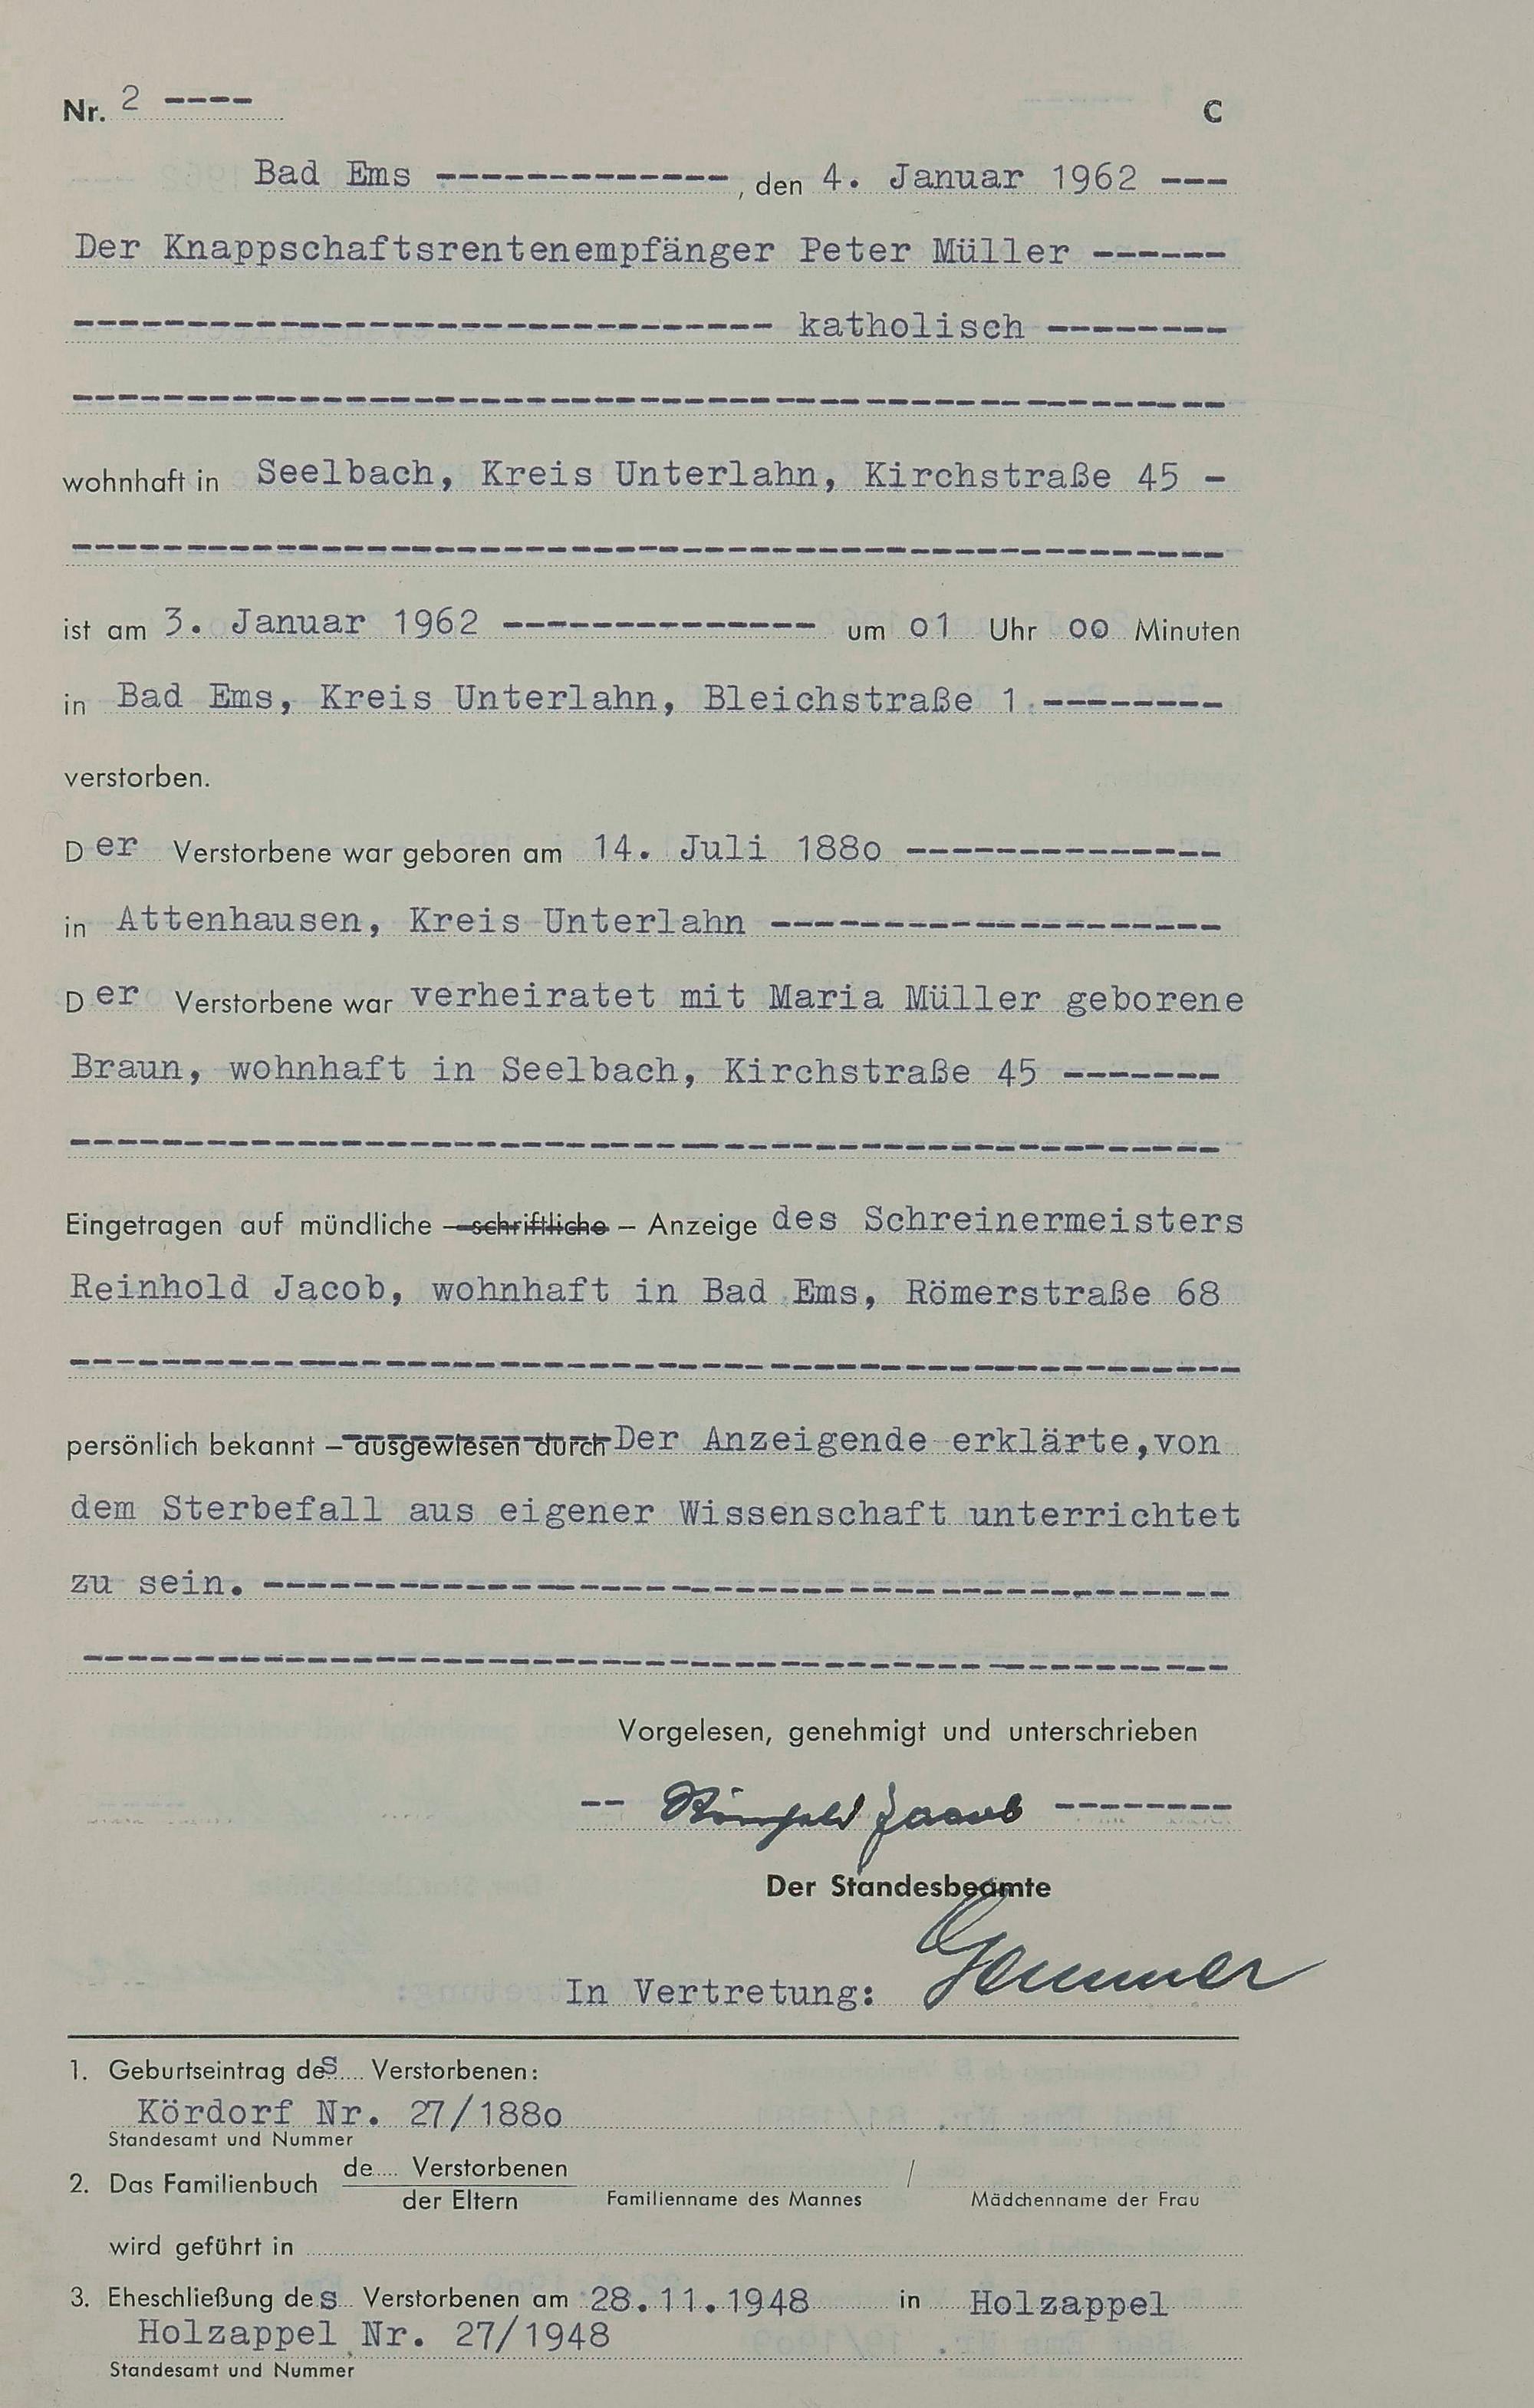 Nr. 2 ---- C
Bad Ems -------------, den 4. Januar 1962 ---
Der Knappschaftsrentenempfänger Peter Müller ------
------------------------------- katholisch --------
---------------------------------------------------
wohnhaft in Seelbach, Kreis Unterlahn, Kirchstraße 45 -
---------------------------------------------------
ist am 3. Januar 1962 -------------- um 01 Uhr 00 Minuten
in Bad Ems, Kreis Unterlahn, Bleichstraße 1 --------
verstorben.
Der Verstorbene war geboren am 14. Juli 1880 --------------
in Attenhausen, Kreis Unterlahn --------------------
Der Verstorbene war verheiratet mit Maria Müller geborene
Braun, wohnhaft in Seelbach, Kirchstraße 45 -------
---------------------------------------------------
Eingetragen auf mündliche – schriftliche – Anzeige des Schreinermeisters
Reinhold Jacob, wohnhaft in Bad Ems, Römerstraße 68
----------------------------------------------------
persönlich bekannt – ausgewiesen durch Der Anzeigende erklärte,von
dem Sterbefall aus eigener Wissenschaft unterrichtet
zu sein. -------------------------------------------
---------------------------------------------------
Vorgelesen, genehmigt und unterschrieben
-- Reinhold Jacob --------
Der Standesbeamte
In Vertretung:
1. Geburtseintrag des Verstorbenen:
Kördorf Nr. 27/1880
Standesamt und Nummer
2. Das Familienbuch de..... Verstorbenen /
der Eltern Familienname des Mannes Mädchenname der Frau
wird geführt in
3. Eheschließung des Verstorbenen am 28.11.1948 in Holzappel
Holzappel Nr. 27/1948
Standesamt und Nummer